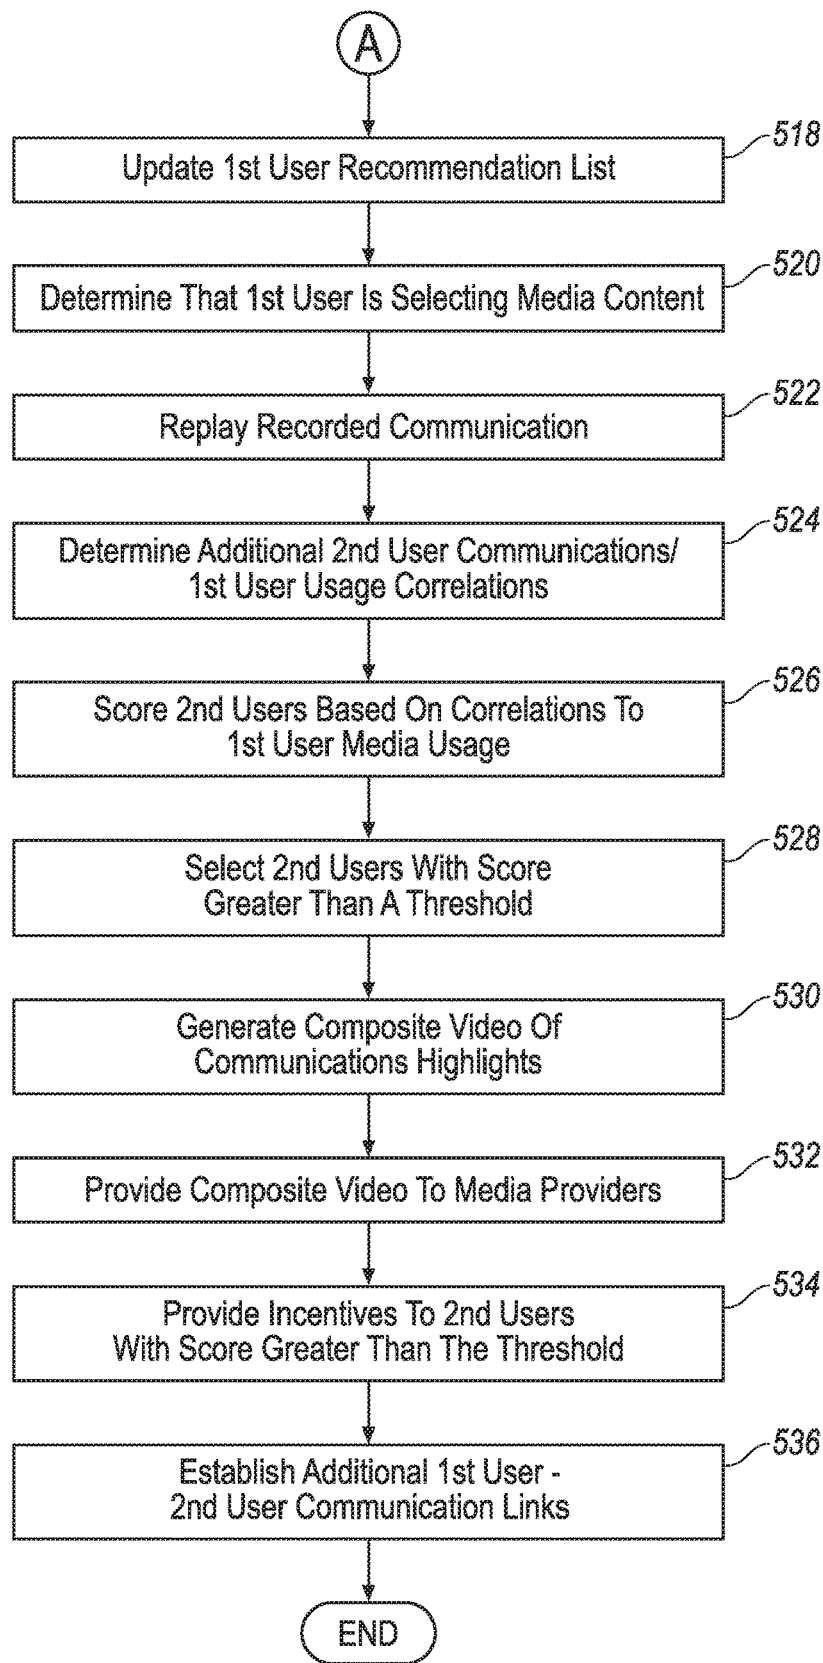 A
518
Update 1st User Recommendation List
520
Determine That 1st User Is Selecting Media Content
522
Replay Recorded Communication
524
Determine Additional 2nd User Communications/
1st User Usage Correlations
526
Score 2nd Users Based On Correlations To
1st User Media Usage
528
Select 2nd Users With Score
Greater Than A Threshold
530
Generate Composite Video Of
Communications Highlights
532
Provide Composite Video To Media Providers
534
Provide Incentives To 2nd Users
With Score Greater Than The Threshold
536
Establish Additional 1st User -
2nd User Communication Links
END